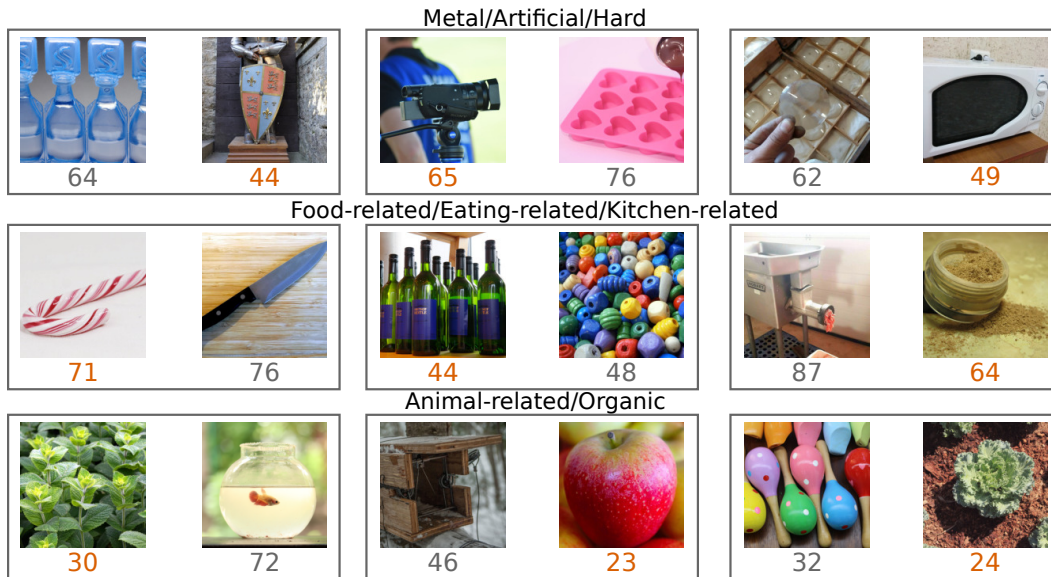 Metal/Artificial/Hard
64 44 65 76 62 49
Food-related/Eating-related/Kitchen-related
71 76 44 48 87 64
Animal-related/Organic
30 72 46 23 32 24